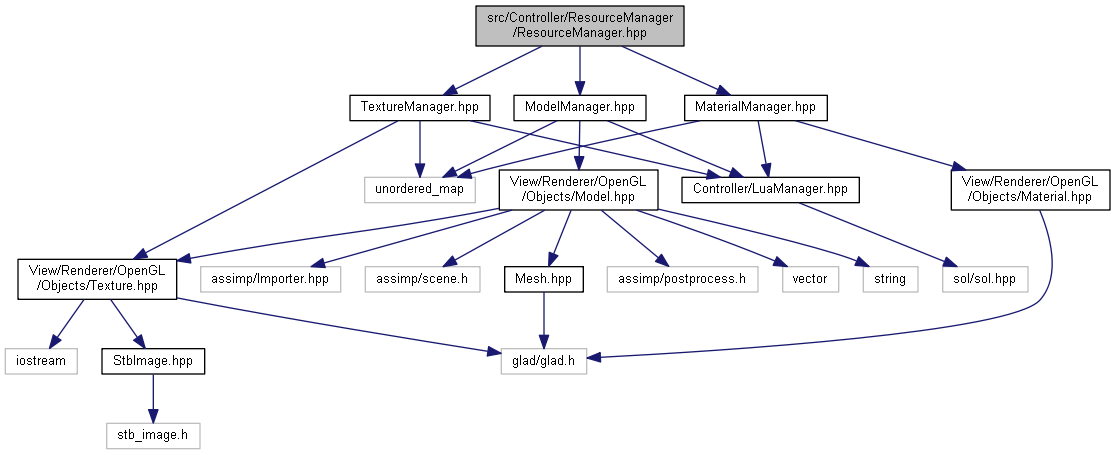 src/Controller/ResourceManager
/ResourceManager.hpp
TextureManager.hpp
ModelManager.hpp
MaterialManager.hpp
unordered_map
View/Renderer/OpenGL
/Objects/Model.hpp
Controller/LuaManager.hpp
View/Renderer/OpenGL
/Objects/Material.hpp
View/Renderer/OpenGL
/Objects/Texture.hpp
assimp/Importer.hpp
assimp/scene.h
Mesh.hpp
assimp/postprocess.h
vector
string
sol/sol.hpp
iostream
StbImage.hpp
glad/glad.h
stb_image.h